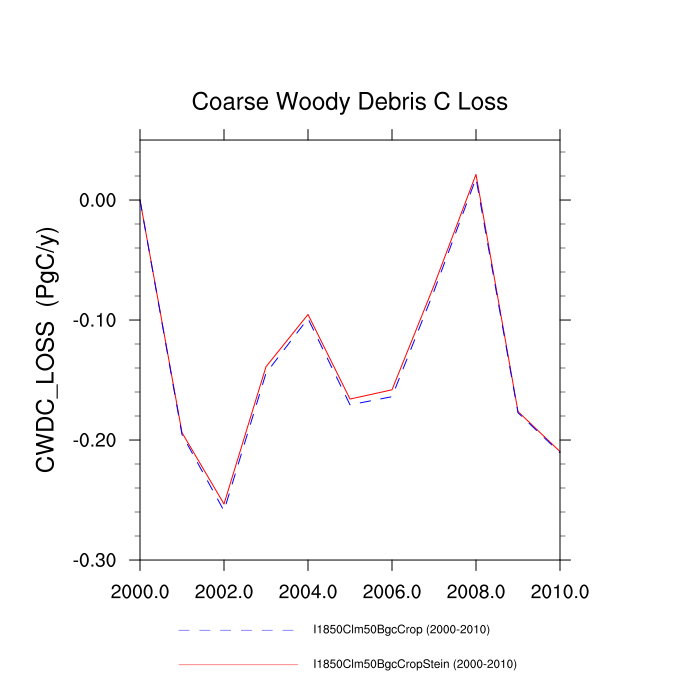 Coarse Woody Debris C Loss
CWDC_LOSS (PgC/y)
0.00
-0.10
-0.20
-0.30
2000.0 2002.0 2004.0 2006.0 2008.0 2010.0
I1850Clm50BgcCrop (2000-2010)
I1850Clm50BgcCropStein (2000-2010)